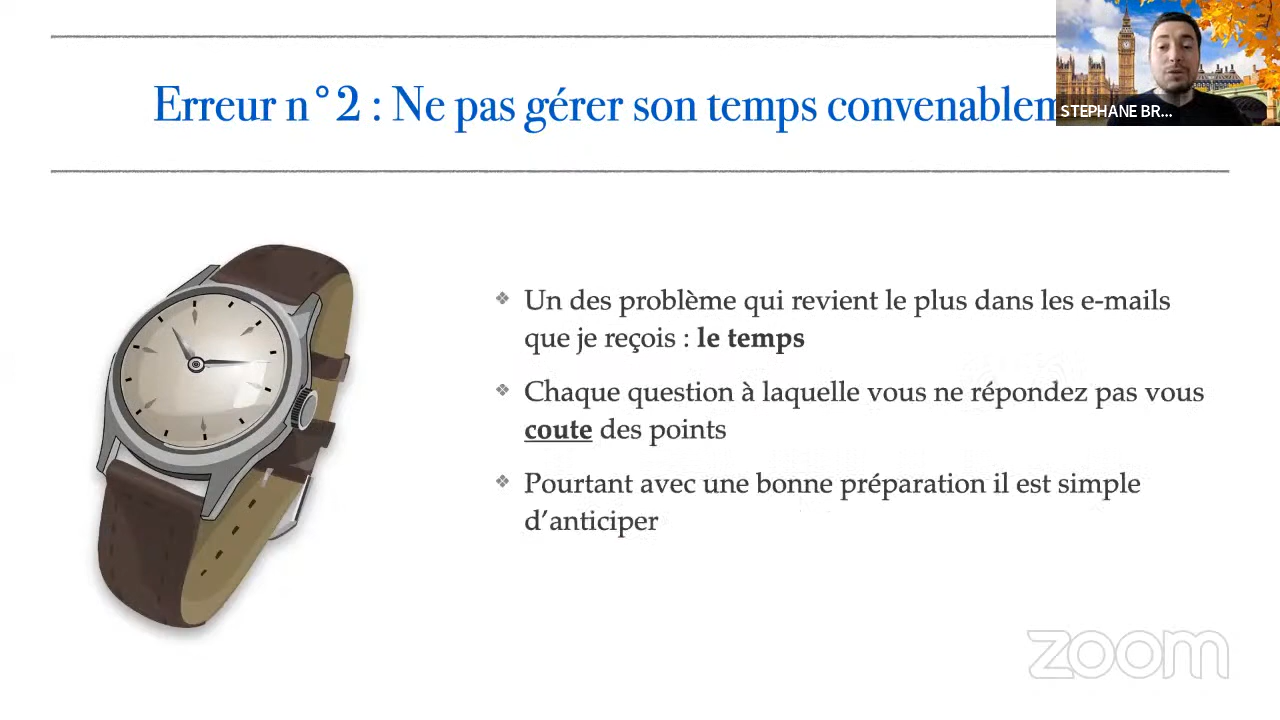 Erreur n°2 : Ne pas gérer son temps convenablem
STEPHANE BR...
❖ Un des problème qui revient le plus dans les e-mails
que je reçois : le temps
❖ Chaque question à laquelle vous ne répondez pas vous
coute des points
❖ Pourtant avec une bonne préparation il est simple
d’anticiper
zoom